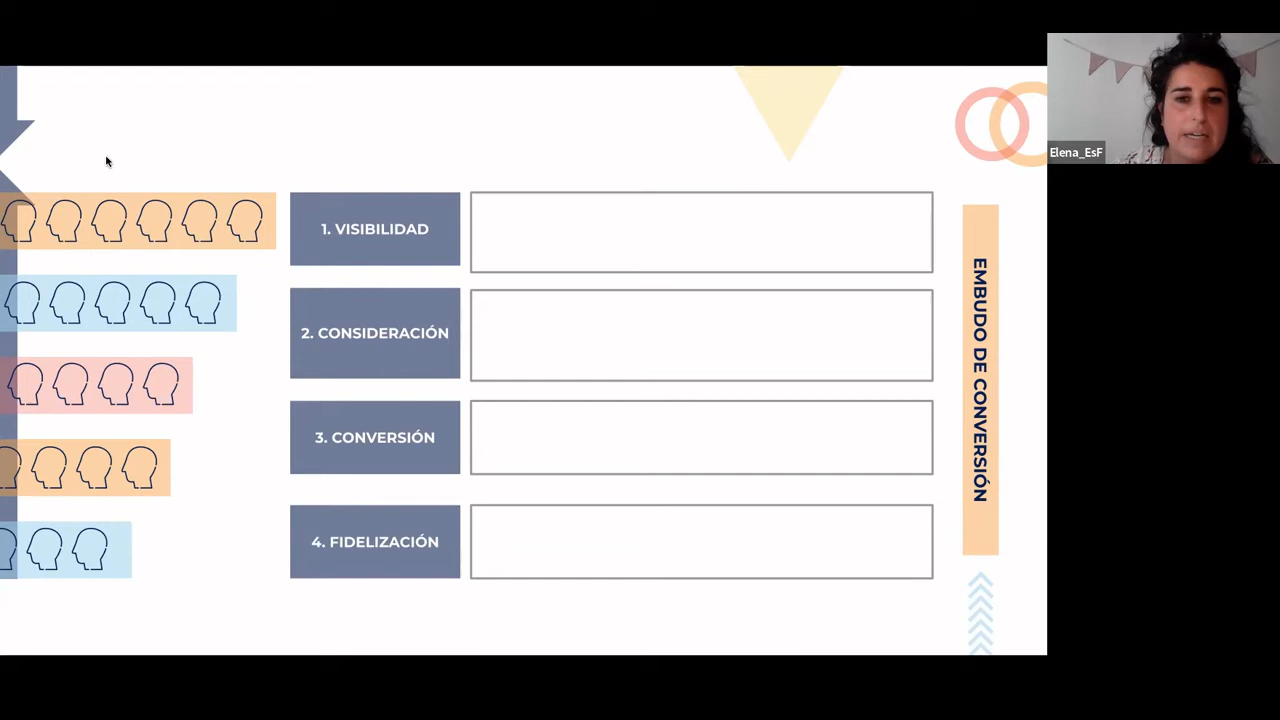 Elena_EsF
1. VISIBILIDAD
2. CONSIDERACIÓN
3. CONVERSIÓN
4. FIDELIZACIÓN
EMBUDO DE CONVERSIÓN